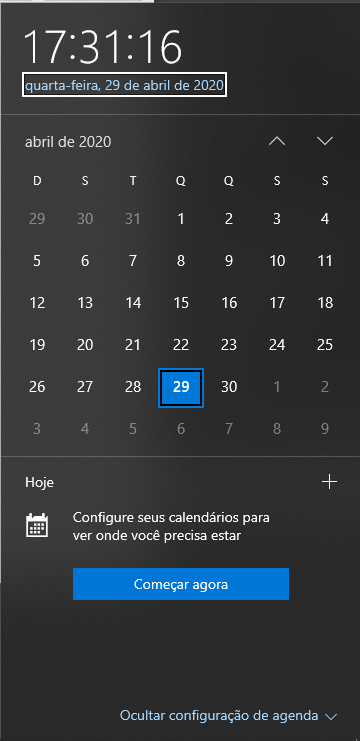 17:31:16
quarta-feira, 29 de abril de 2020
abril de 2020
D S T Q Q S S
29 30 31 1 2 3 4
5 6 7 8 9 10 11
12 13 14 15 16 17 18
19 20 21 22 23 24 25
26 27 28 29 30 1 2
3 4 5 6 7 8 9
Hoje
Configure seus calendários para
ver onde você precisa estar
Começar agora
Ocultar configuração de agenda